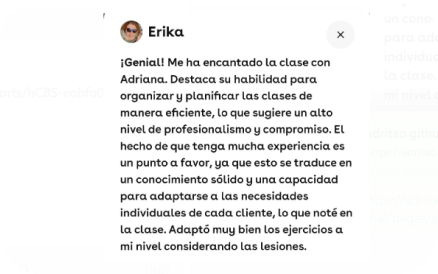 Erika
¡Genial! Me ha encantado la clase con
Adriana. Destaca su habilidad para
organizar y planificar las clases de
manera eficiente, lo que sugiere un alto
nivel de profesionalismo y compromiso. El
hecho de que tenga mucha experiencia es
un punto a favor, ya que esto se traduce en
un conocimiento sólido y una capacidad
para adaptarse a las necesidades
individuales de cada cliente, lo que noté en
la clase. Adaptó muy bien los ejercicios a
mi nivel considerando las lesiones.